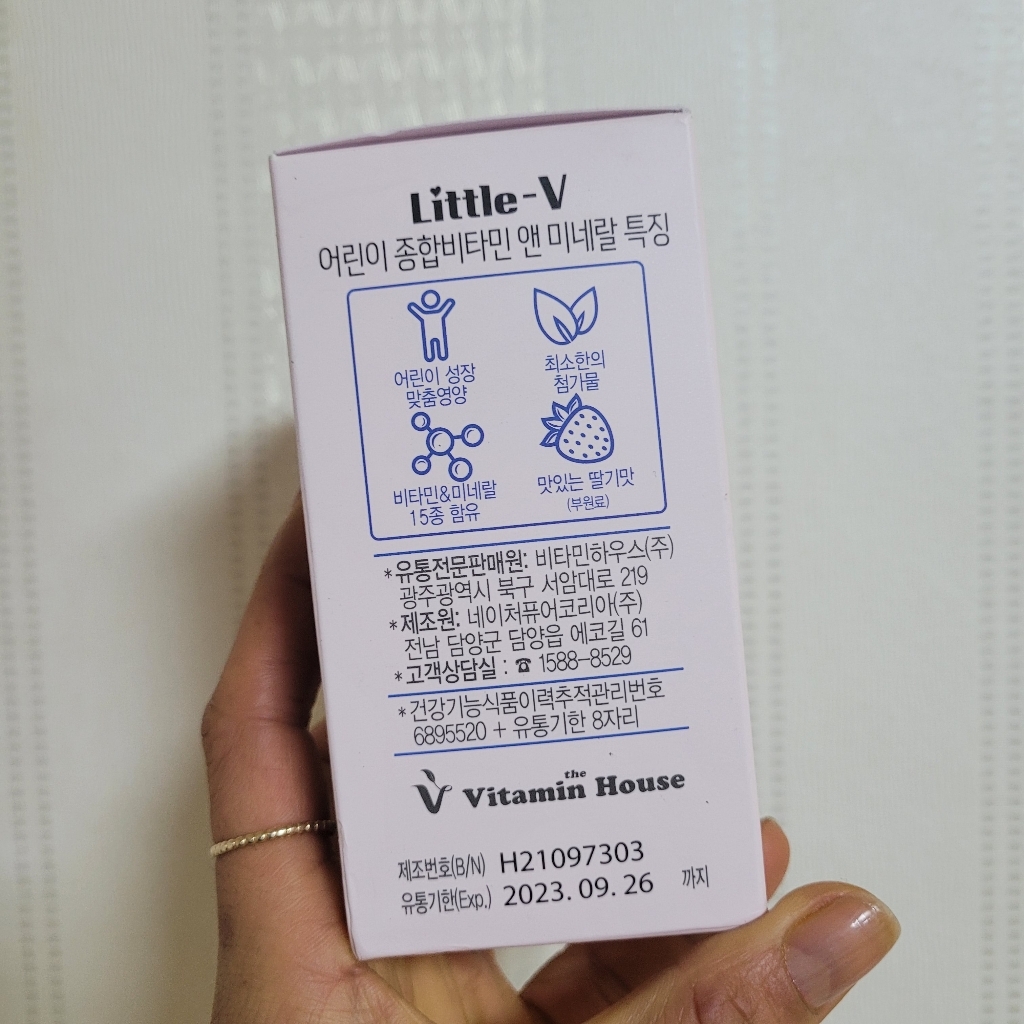 Little-V
어린이 종합비타민 앤 미네랄 특징
어린이 성장
맞춤영양
최소한의
첨가물
비타민&미네랄
15종 함유
맛있는 딸기맛
(부원료)
*유통전문판매원: 비타민하우스(주)
광주광역시 북구 서암대로 219
*제조원: 네이처퓨어코리아(주)
전남 담양군 담양읍 에코길 61
*고객상담실 : ☎ 1588-8529
*건강기능식품이력추적관리번호
6895520 + 유통기한 8자리
the
Vitamin House
제조번호(B/N) H21097303
유통기한(Exp.) 2023. 09. 26 까지